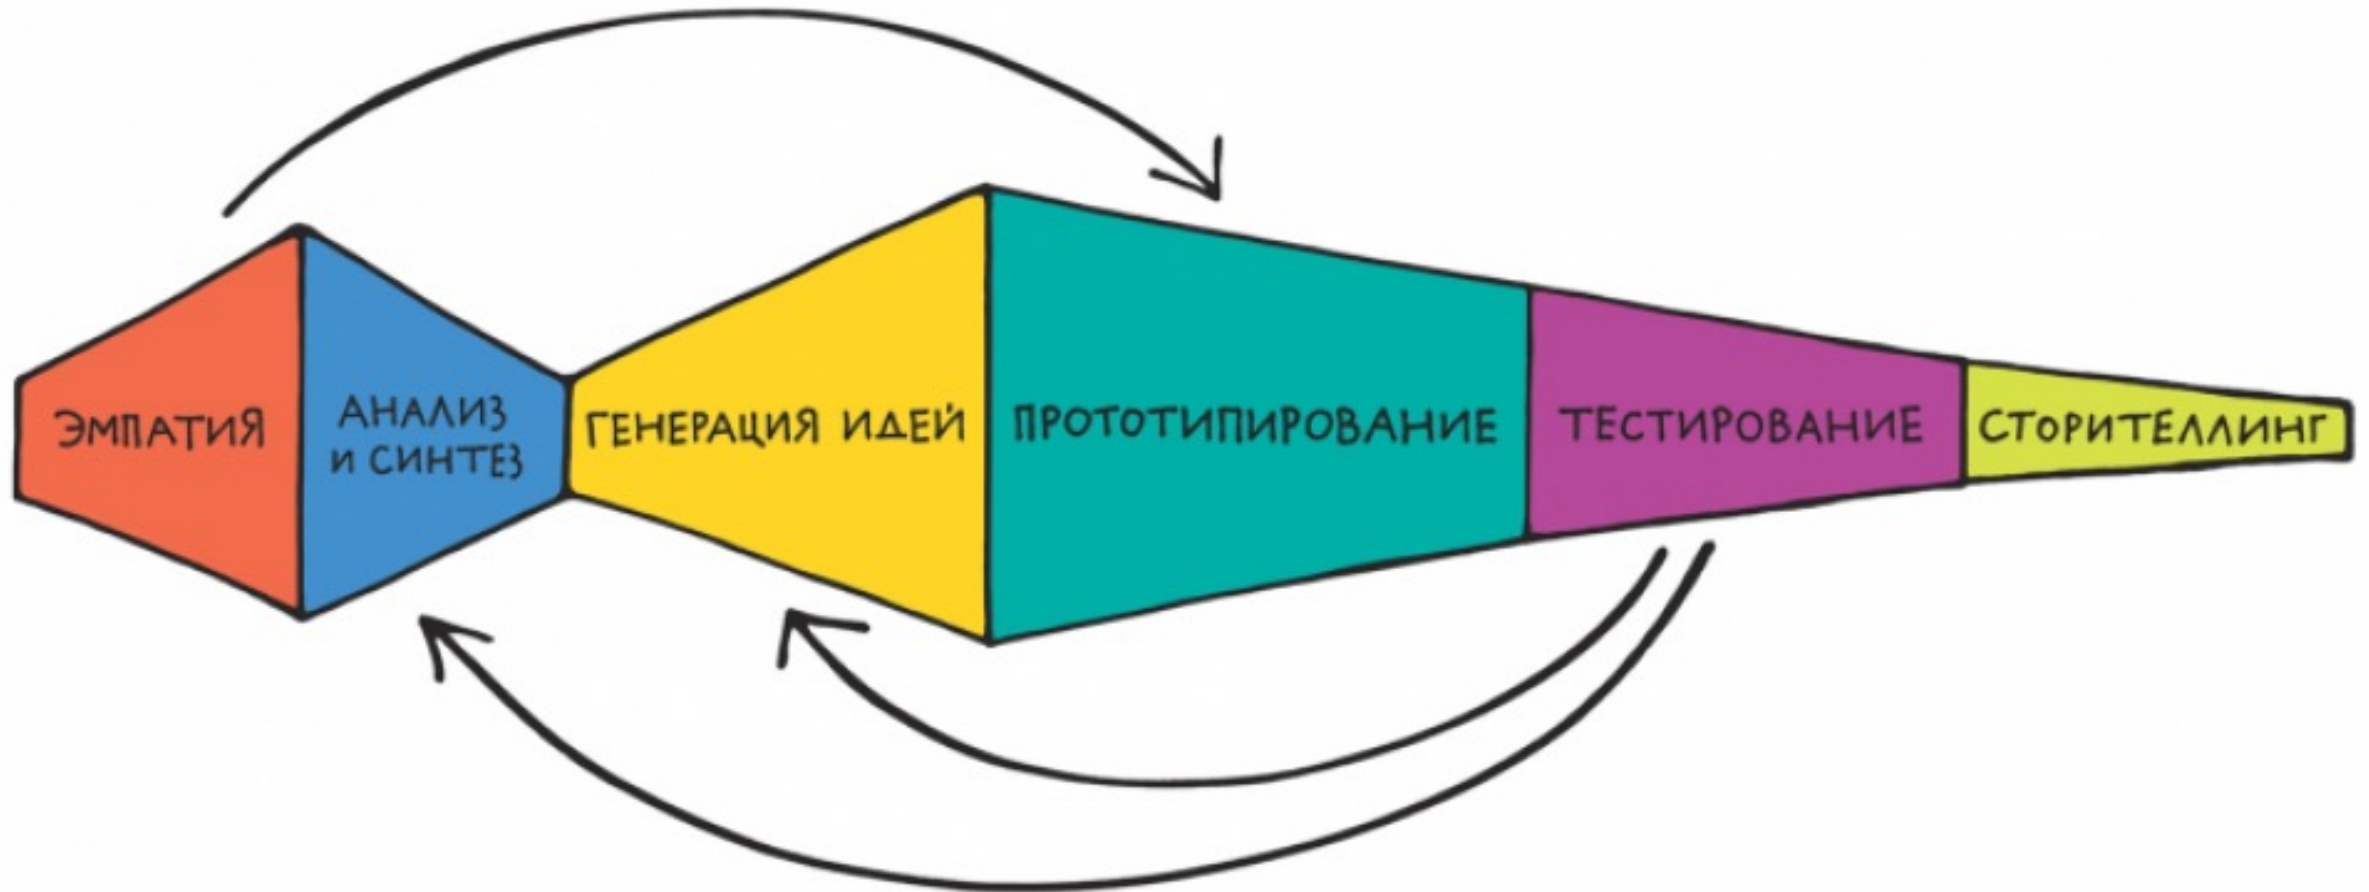 ЭМПАТИЯ
АНАЛИЗ
И СИНТЕЗ
ГЕНЕРАЦИЯ ИДЕЙ
ПРОТОТИПИРОВАНИЕ
ТЕСТИРОВАНИЕ
СТОРИТЕЛЛИНГ